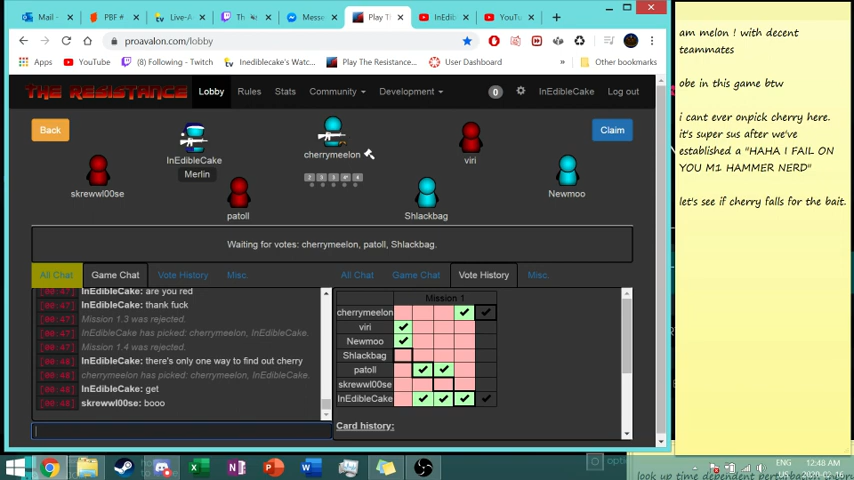 Mail -
PBF #
Live-A
Th
Messe
Play T
InEdib
YouTu
proavalon.com/lobby
Apps YouTube (8) Following - Twitch Inediblecake's Watc... Play The Resistance... User Dashboard Other bookmarks
THE RESISTANCE Lobby Rules Stats Community Development 0 InEdibleCake Log out
Back
Claim
InEdibleCake
Merlin
cherrymeelon
viri
skrewwl00se
patoll
Shlackbag
Newmoo
2 3 3 4* 4
Waiting for votes: cherrymeelon, patoll, Shlackbag.
All Chat Game Chat Vote History Misc.
[00:47] InEdibleCake: are you red
[00:47] InEdibleCake: thank fuck
[00:47] Mission 1.3 was rejected.
[00:47] InEdibleCake has picked: cherrymeelon, InEdibleCake.
[00:47] Mission 1.4 was rejected.
[00:48] InEdibleCake: there's only one way to find out cherry
[00:48] cherrymeelon has picked: cherrymeelon, InEdibleCake.
[00:48] InEdibleCake: get
[00:48] skrewwl00se: booo
All Chat Game Chat Vote History Misc.
Mission 1
cherrymeelon
viri
Newmoo
Shlackbag
patoll
skrewwl00se
InEdibleCake
Card history:
am melon ! with decent
teammates
obe in this game btw
i cant ever onpick cherry here.
it's super sus after we've
established a "HAHA I FAIL ON
YOU M1 HAMMER NERD"
let's see if cherry falls for the bait.
ENG
US
12:48 AM
look up time dependent